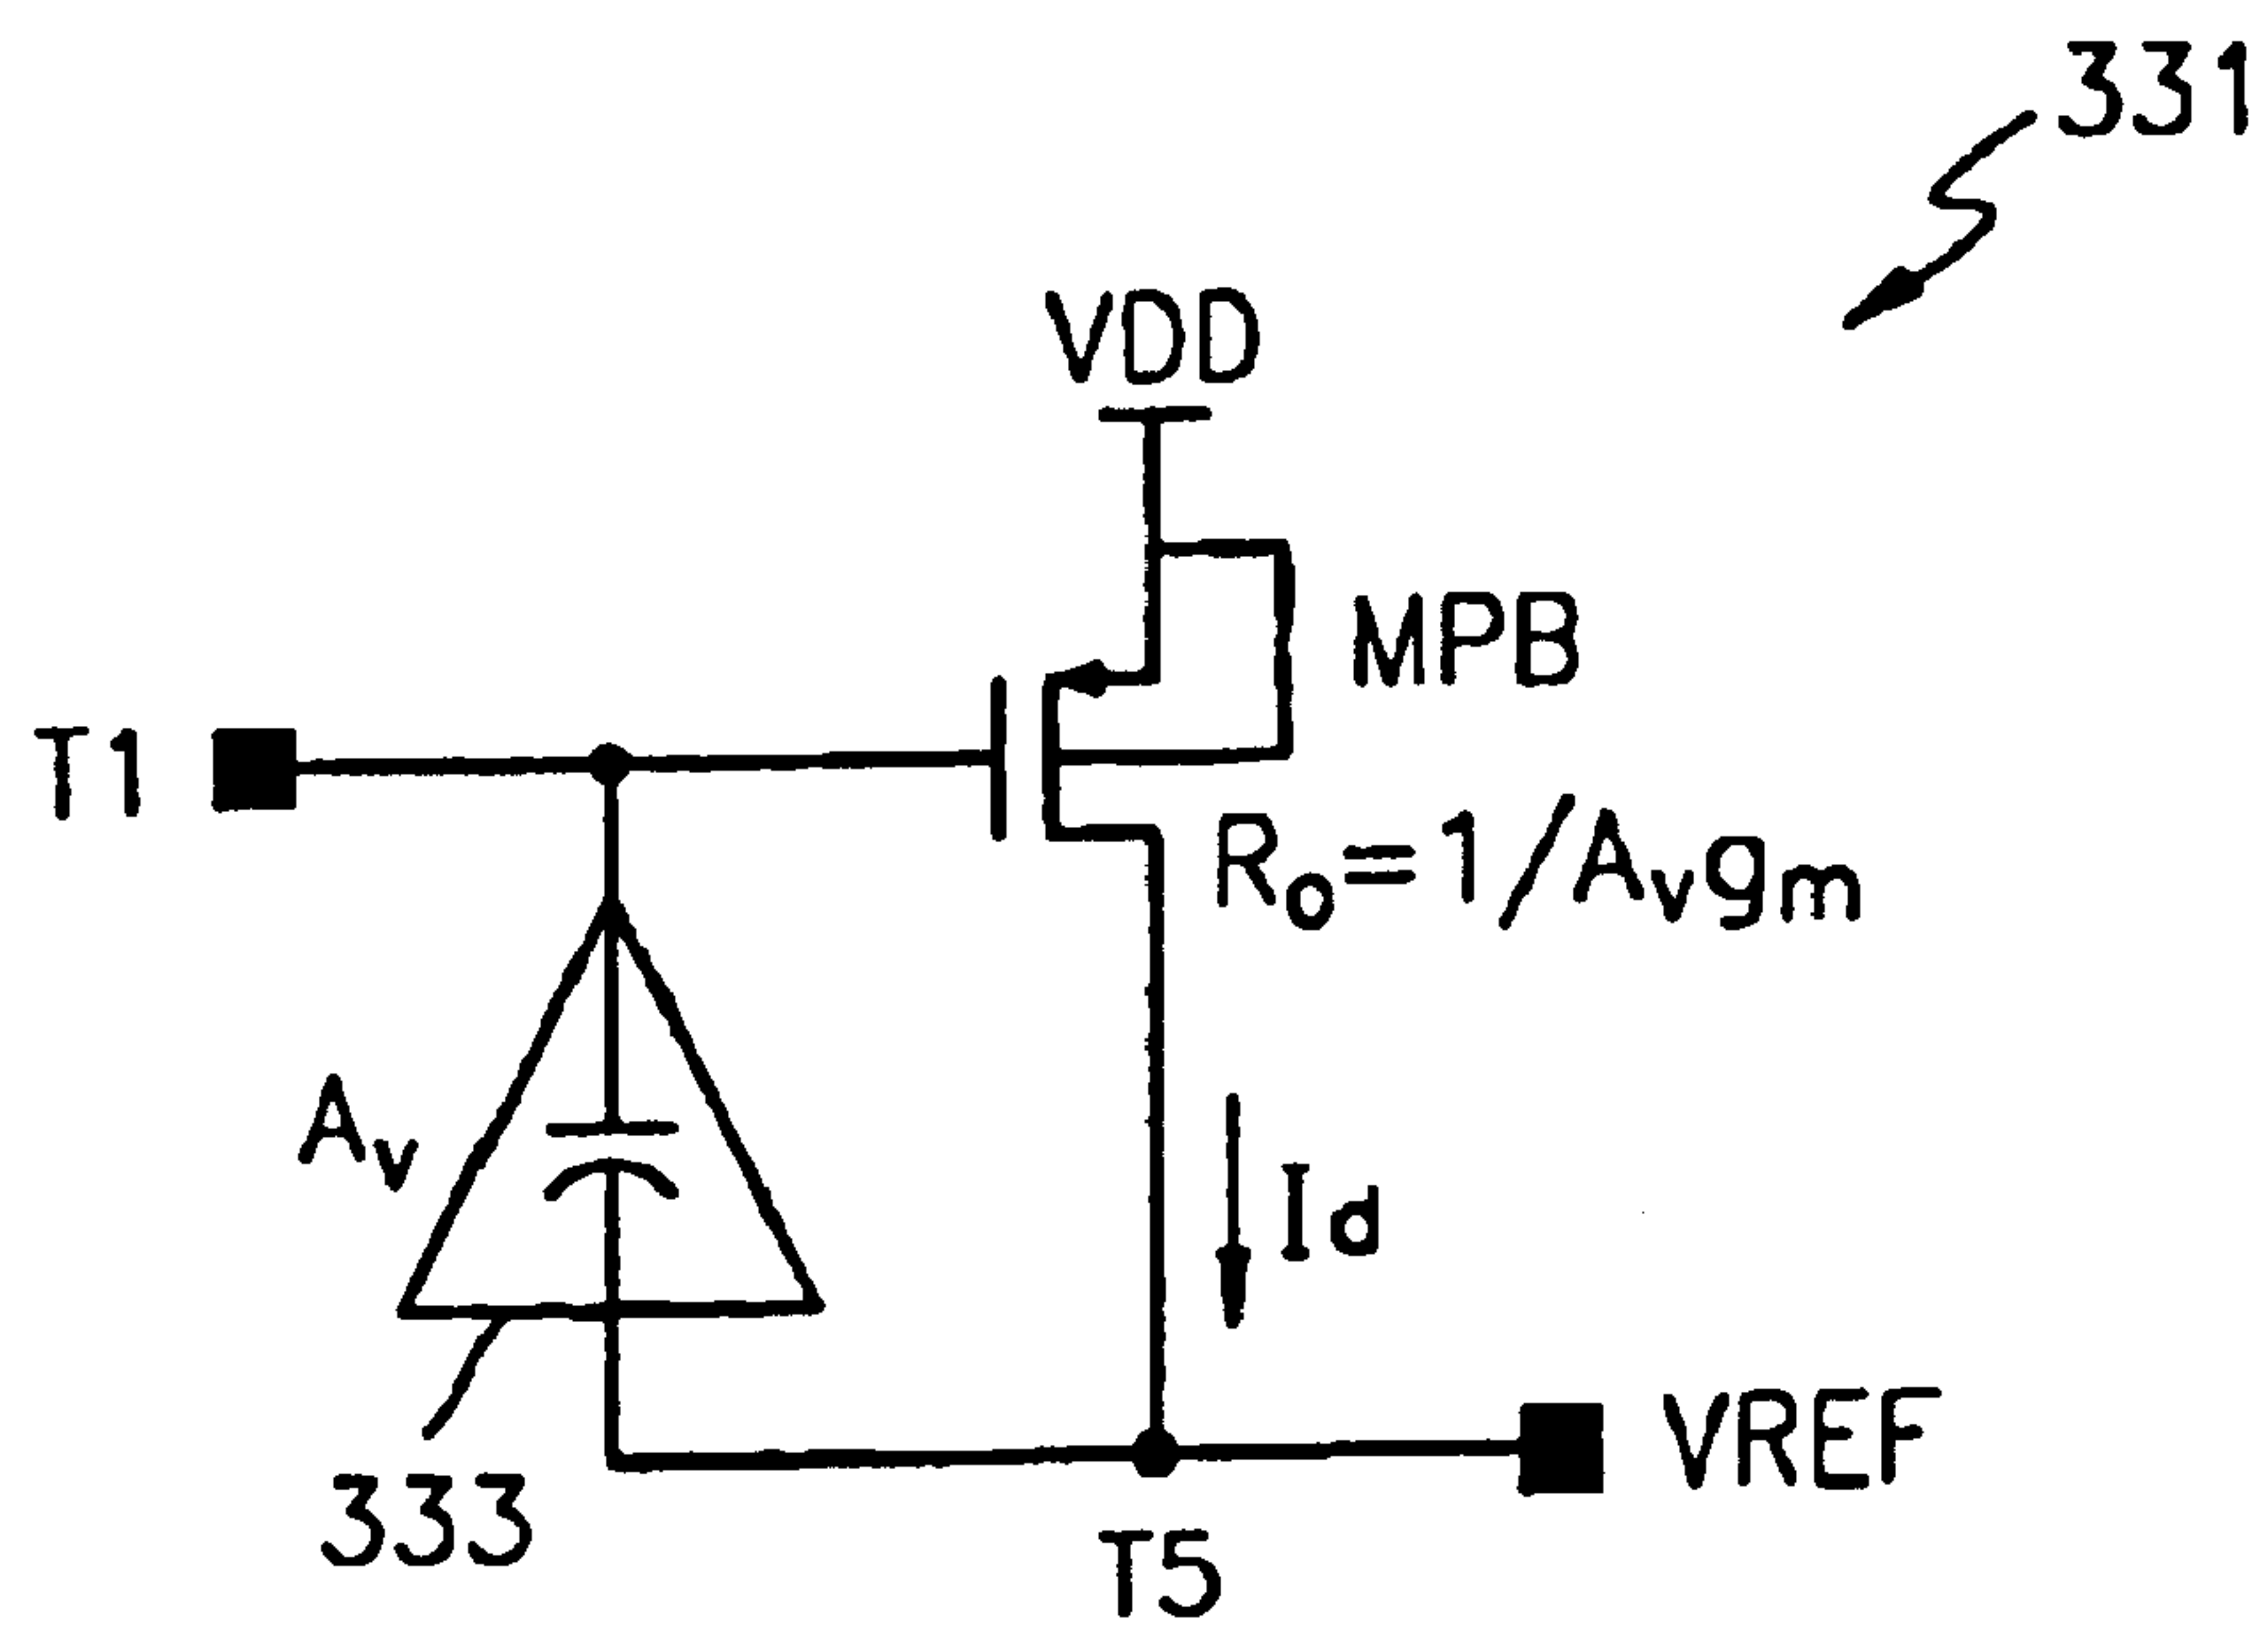 331
VDD
MPB
T1
Ro=1/Avgm
Av
Id
VREF
333
T5